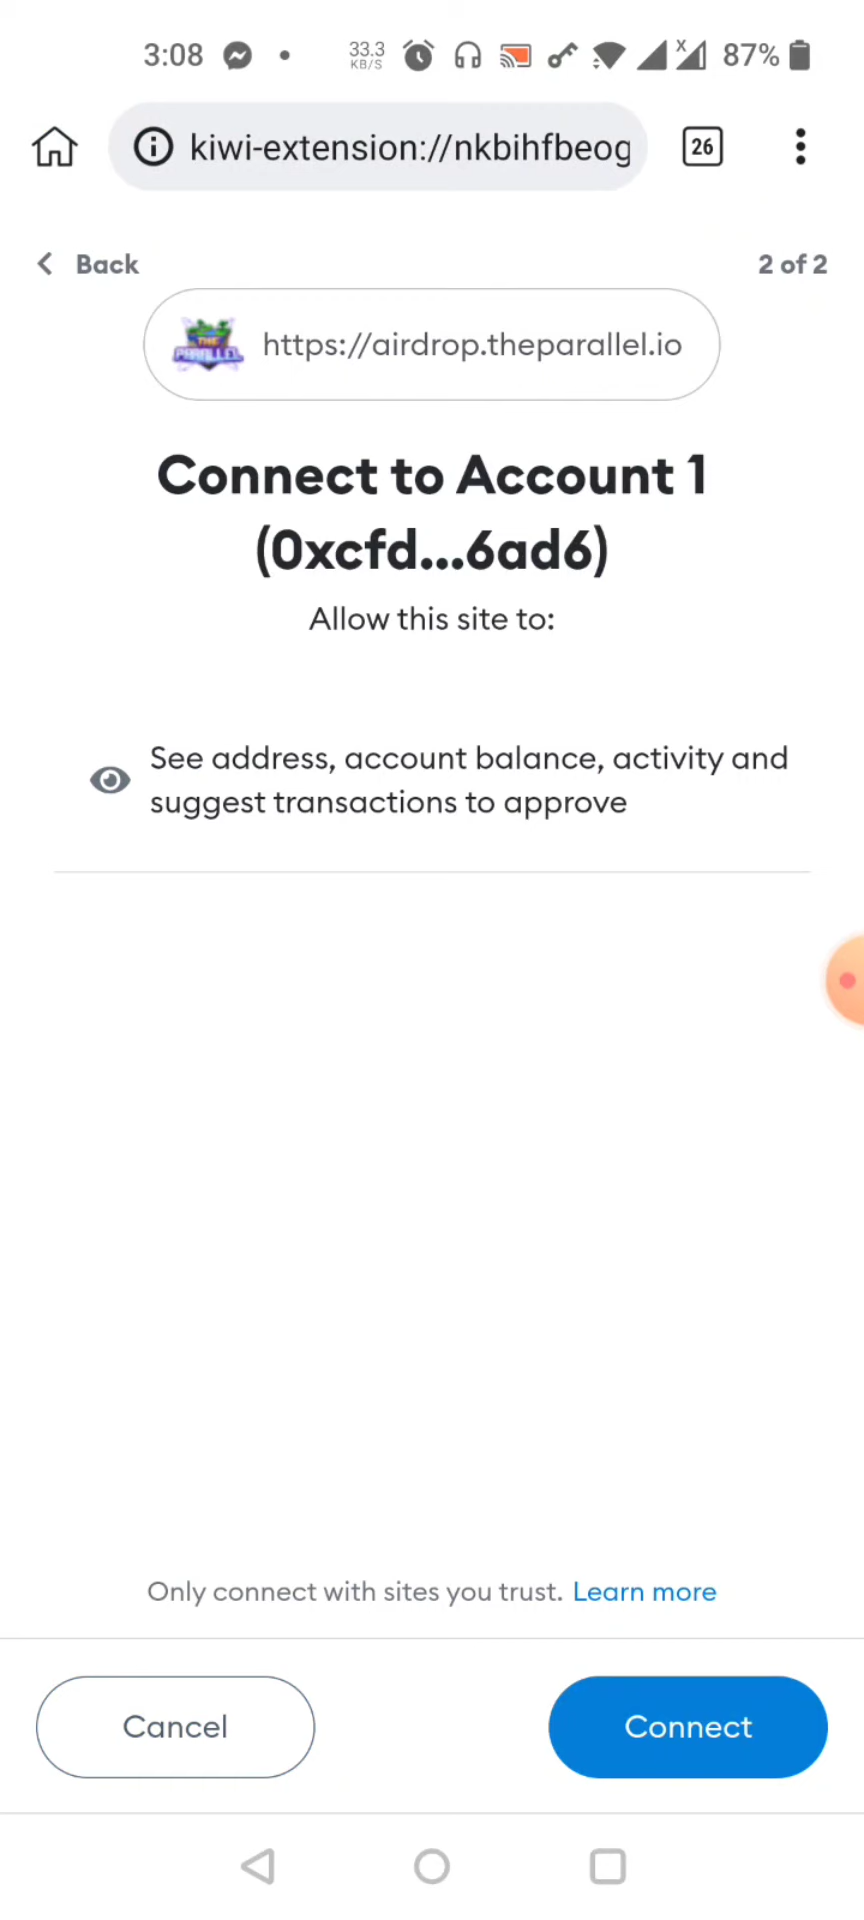 3:08
33.3
KB/S
X
87%
kiwi-extension://nkbihfbeog
26
Back
2 of 2
THE
PARALLEL
https://airdrop.theparallel.io
Connect to Account 1
(0xcfd...6ad6)
Allow this site to:
See address, account balance, activity and
suggest transactions to approve
Only connect with sites you trust. Learn more
Cancel
Connect